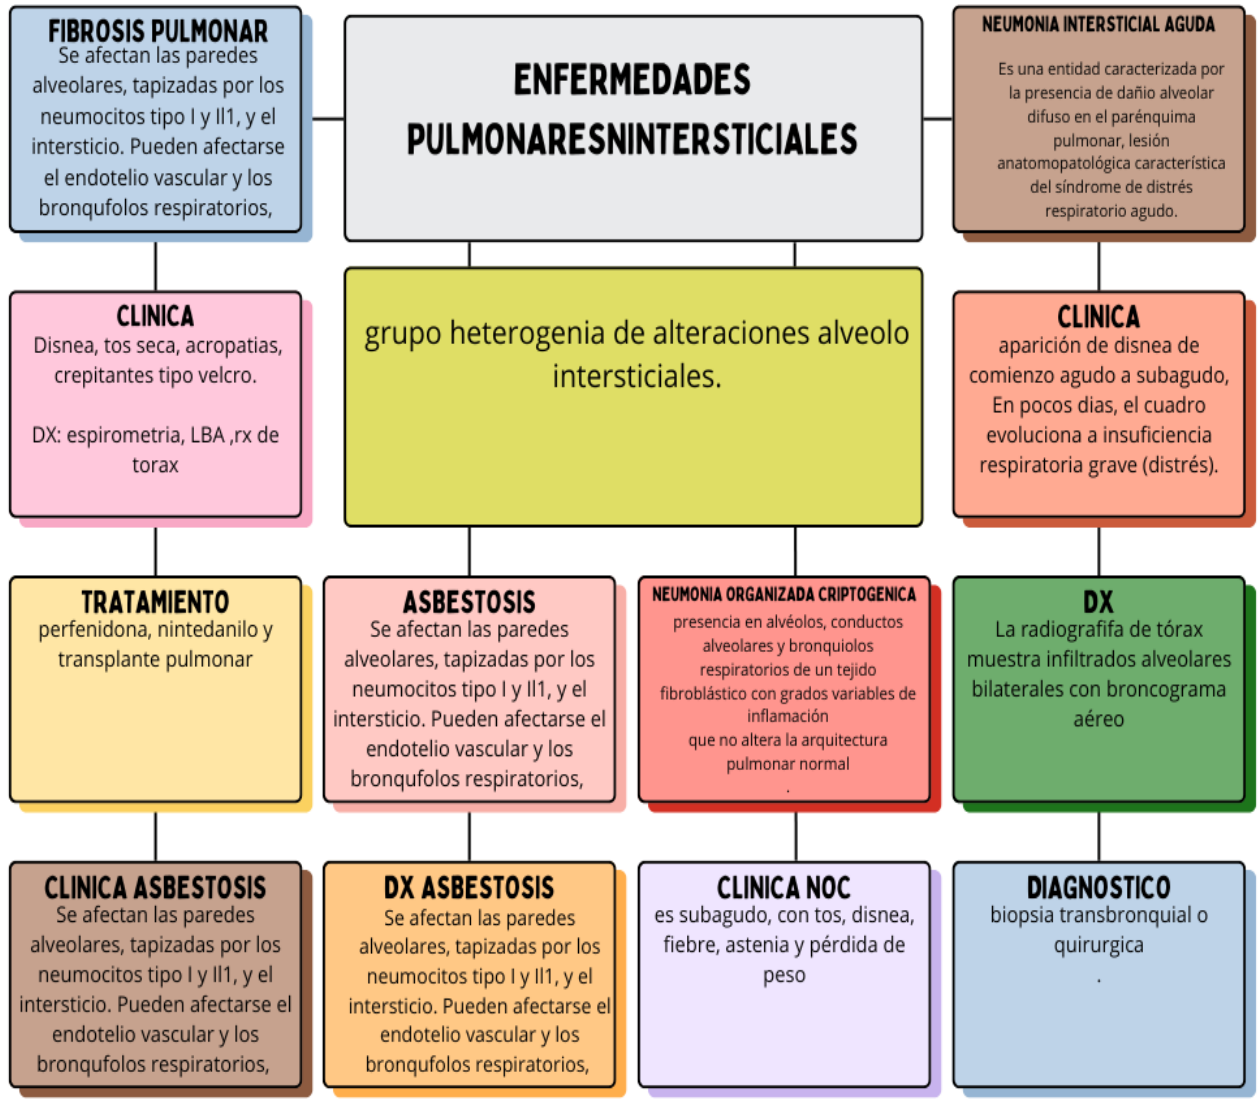 FIBROSIS PULMONAR
Se afectan las paredes
alveolares, tapizadas por los
neumocitos tipo I y Il1, y el
intersticio. Pueden afectarse
el endotelio vascular y los
bronqufolos respiratorios,
ENFERMEDADES
PULMONARESNINTERSTICIALES
NEUMONIA INTERSTICIAL AGUDA
Es una entidad caracterizada por
la presencia de dañio alveolar
difuso en el parénquima
pulmonar, lesión
anatomopatológica característica
del síndrome de distrés
respiratorio agudo.
CLINICA
Disnea, tos seca, acropatias,
crepitantes tipo velcro.
DX: espirometria, LBA ,rx de
torax
grupo heterogenia de alteraciones alveolo
intersticiales.
CLINICA
aparición de disnea de
comienzo agudo a subagudo,
En pocos dias, el cuadro
evoluciona a insuficiencia
respiratoria grave (distrés).
TRATAMIENTO
perfenidona, nintedanilo y
transplante pulmonar
ASBESTOSIS
Se afectan las paredes
alveolares, tapizadas por los
neumocitos tipo I y Il1, y el
intersticio. Pueden afectarse el
endotelio vascular y los
bronqufolos respiratorios,
NEUMONIA ORGANIZADA CRIPTOGENICA
presencia en alvéolos, conductos
alveolares y bronquiolos
respiratorios de un tejido
fibroblástico con grados variables de
inflamación
que no altera la arquitectura
pulmonar normal
.
DX
La radiografifa de tórax
muestra infiltrados alveolares
bilaterales con broncograma
aéreo
CLINICA ASBESTOSIS
Se afectan las paredes
alveolares, tapizadas por los
neumocitos tipo I y Il1, y el
intersticio. Pueden afectarse el
endotelio vascular y los
bronqufolos respiratorios,
DX ASBESTOSIS
Se afectan las paredes
alveolares, tapizadas por los
neumocitos tipo I y Il1, y el
intersticio. Pueden afectarse el
endotelio vascular y los
bronqufolos respiratorios,
CLINICA NOC
es subagudo, con tos, disnea,
fiebre, astenia y pérdida de
peso
DIAGNOSTICO
biopsia transbronquial o
quirurgica
.